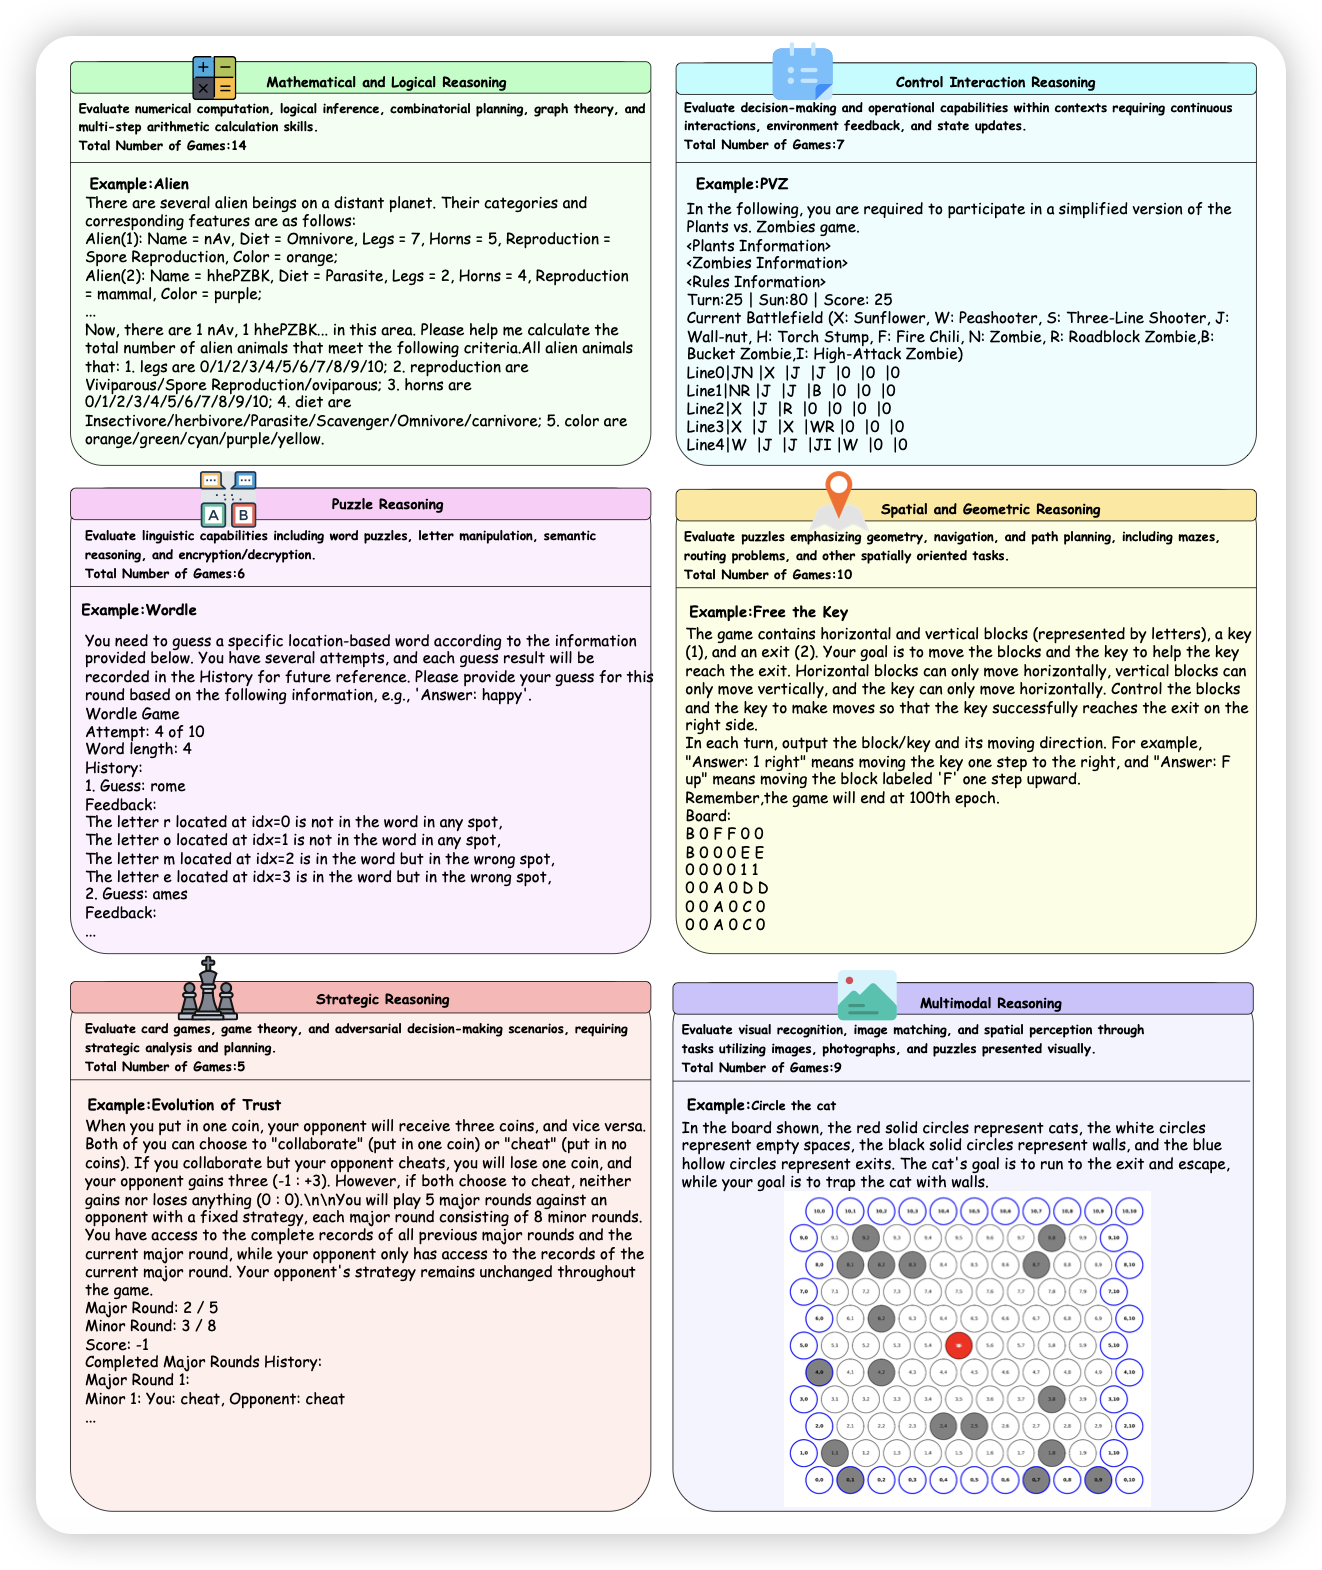 Mathematical and Logical Reasoning
Evaluate numerical computation, logical inference, combinatorial planning, graph theory, and
multi-step arithmetic calculation skills.
Total Number of Games:14
Example:Alien
There are several alien beings on a distant planet. Their categories and
corresponding features are as follows:
Alien(1): Name = nAv, Diet = Omnivore, Legs = 7, Horns = 5, Reproduction =
Spore Reproduction, Color = orange;
Alien(2): Name = hhePZBK, Diet = Parasite, Legs = 2, Horns = 4, Reproduction
= mammal, Color = purple;
...
Now, there are 1 nAv, 1 hhePZBK... in this area. Please help me calculate the
total number of alien animals that meet the following criteria.All alien animals
that: 1. legs are 0/1/2/3/4/5/6/7/8/9/10; 2. reproduction are
Viviparous/Spore Reproduction/oviparous; 3. horns are
0/1/2/3/4/5/6/7/8/9/10; 4. diet are
Insectivore/herbivore/Parasite/Scavenger/Omnivore/carnivore; 5. color are
orange/green/cyan/purple/yellow.
Control Interaction Reasoning
Evaluate decision-making and operational capabilities within contexts requiring continuous
interactions, environment feedback, and state updates.
Total Number of Games:7
Example:PVZ
In the following, you are required to participate in a simplified version of the
Plants vs. Zombies game.
<Plants Information>
<Zombies Information>
<Rules Information>
Turn:25 | Sun:80 | Score: 25
Current Battlefield (X: Sunflower, W: Peashooter, S: Three-Line Shooter, J:
Wall-nut, H: Torch Stump, F: Fire Chili, N: Zombie, R: Roadblock Zombie,B:
Bucket Zombie,I: High-Attack Zombie)
Line0|JN |X |J |J |0 |0 |0
Line1|NR |J |J |B |0 |0 |0
Line2|X |J |R |0 |0 |0 |0
Line3|X |J |X |WR |0 |0 |0
Line4|W |J |J |JI |W |0 |0
Puzzle Reasoning
Evaluate linguistic capabilities including word puzzles, letter manipulation, semantic
reasoning, and encryption/decryption.
Total Number of Games:6
A B
Example:Wordle
You need to guess a specific location-based word according to the information
provided below. You have several attempts, and each guess result will be
recorded in the History for future reference. Please provide your guess for this
round based on the following information, e.g., 'Answer: happy'.
Wordle Game
Attempt: 4 of 10
Word length: 4
History:
1. Guess: rome
Feedback:
The letter r located at idx=0 is not in the word in any spot,
The letter o located at idx=1 is not in the word in any spot,
The letter m located at idx=2 is in the word but in the wrong spot,
The letter e located at idx=3 is in the word but in the wrong spot,
2. Guess: ames
Feedback:
...
Spatial and Geometric Reasoning
Evaluate puzzles emphasizing geometry, navigation, and path planning, including mazes,
routing problems, and other spatially oriented tasks.
Total Number of Games:10
Example:Free the Key
The game contains horizontal and vertical blocks (represented by letters), a key
(1), and an exit (2). Your goal is to move the blocks and the key to help the key
reach the exit. Horizontal blocks can only move horizontally, vertical blocks can
only move vertically, and the key can only move horizontally. Control the blocks
and the key to make moves so that the key successfully reaches the exit on the
right side.
In each turn, output the block/key and its moving direction. For example,
"Answer: 1 right" means moving the key one step to the right, and "Answer: F
up" means moving the block labeled 'F' one step upward.
Remember,the game will end at 100th epoch.
Board:
B 0 F F 0 0
B 0 0 0 E E
0 0 0 0 1 1
0 0 A 0 D D
0 0 A 0 C 0
0 0 A 0 C 0
Strategic Reasoning
Evaluate card games, game theory, and adversarial decision-making scenarios, requiring
strategic analysis and planning.
Total Number of Games:5
Example:Evolution of Trust
When you put in one coin, your opponent will receive three coins, and vice versa.
Both of you can choose to "collaborate" (put in one coin) or "cheat" (put in no
coins). If you collaborate but your opponent cheats, you will lose one coin, and
your opponent gains three (-1 : +3). However, if both choose to cheat, neither
gains nor loses anything (0 : 0).\n\nYou will play 5 major rounds against an
opponent with a fixed strategy, each major round consisting of 8 minor rounds.
You have access to the complete records of all previous major rounds and the
current major round, while your opponent only has access to the records of the
current major round. Your opponent's strategy remains unchanged throughout
the game.
Major Round: 2 / 5
Minor Round: 3 / 8
Score: -1
Completed Major Rounds History:
Major Round 1:
Minor 1: You: cheat, Opponent: cheat
...
Multimodal Reasoning
Evaluate visual recognition, image matching, and spatial perception through
tasks utilizing images, photographs, and puzzles presented visually.
Total Number of Games:9
Example:Circle the cat
In the board shown, the red solid circles represent cats, the white circles
represent empty spaces, the black solid circles represent walls, and the blue
hollow circles represent exits. The cat's goal is to run to the exit and escape,
while your goal is to trap the cat with walls.
10,0 10,1 10,2 10,3 10,4 10,5 10,6 10,7 10,8 10,9 10,10
9,0 9,1 9,2 9,3 9,4 9,5 9,6 9,7 9,8 9,9 9,10
8,0 8,1 8,2 8,3 8,4 8,5 8,6 8,7 8,8 8,9 8,10
7,0 7,1 7,2 7,3 7,4 7,5 7,6 7,7 7,8 7,9 7,10
6,0 6,1 6,2 6,3 6,4 6,5 6,6 6,7 6,8 6,9 6,10
5,0 5,1 5,2 5,3 5,4 5,6 5,7 5,8 5,9 5,10
4,0 4,1 4,2 4,3 4,4 4,5 4,6 4,7 4,8 4,9 4,10
3,0 3,1 3,2 3,3 3,4 3,5 3,6 3,7 3,8 3,9 3,10
2,0 2,1 2,2 2,3 2,4 2,5 2,6 2,7 2,8 2,9 2,10
1,0 1,1 1,2 1,3 1,4 1,5 1,6 1,7 1,8 1,9 1,10
0,0 0,1 0,2 0,3 0,4 0,5 0,6 0,7 0,8 0,9 0,10